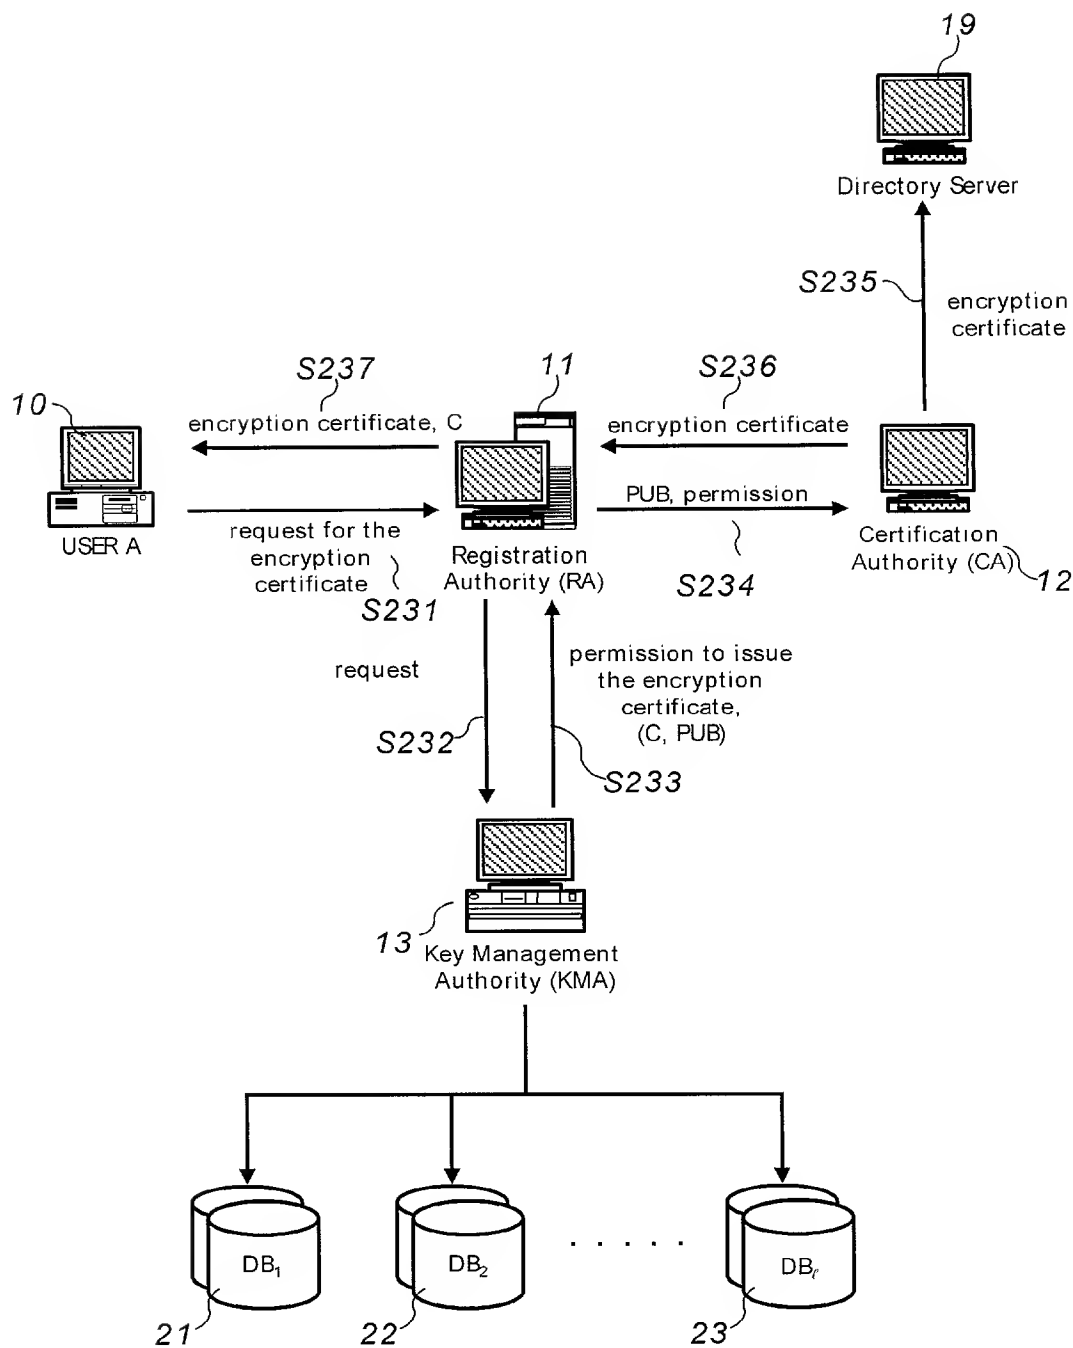 19
Directory Server
S235
encryption
certificate
S237
11
S236
10
encryption certificate, C
encryption certificate
USER A
request for the
encryption
certificate
S231
Registration
Authority (RA)
PUB, permission
S234
Certification
Authority (CA)
12
request
S232
permission to issue
the encryption
certificate,
(C, PUB)
S233
13
Key Management
Authority (KMA)
DB1
DB2
. . . . .
DBℓ
21
22
23